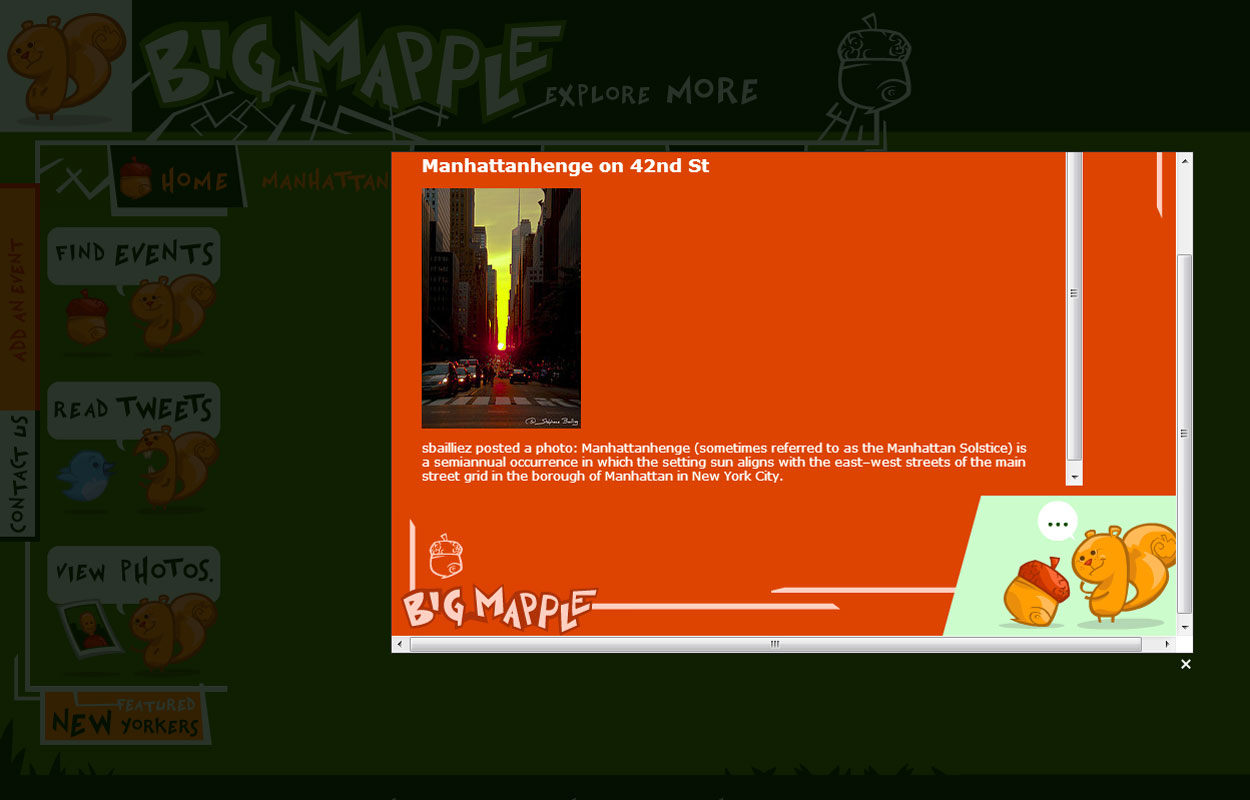 BIG MAPPLE
EXPLORE MORE
HOME
MANHATTAN
ADD AN EVENT
CONTACT US
FIND EVENTS
READ TWEETS
VIEW PHOTOS.
FEATURED
NEW YORKERS
Manhattanhenge on 42nd St
sbailliez posted a photo: Manhattanhenge (sometimes referred to as the Manhattan Solstice) is
a semiannual occurrence in which the setting sun aligns with the east–west streets of the main
street grid in the borough of Manhattan in New York City.
...
BIG MAPPLE